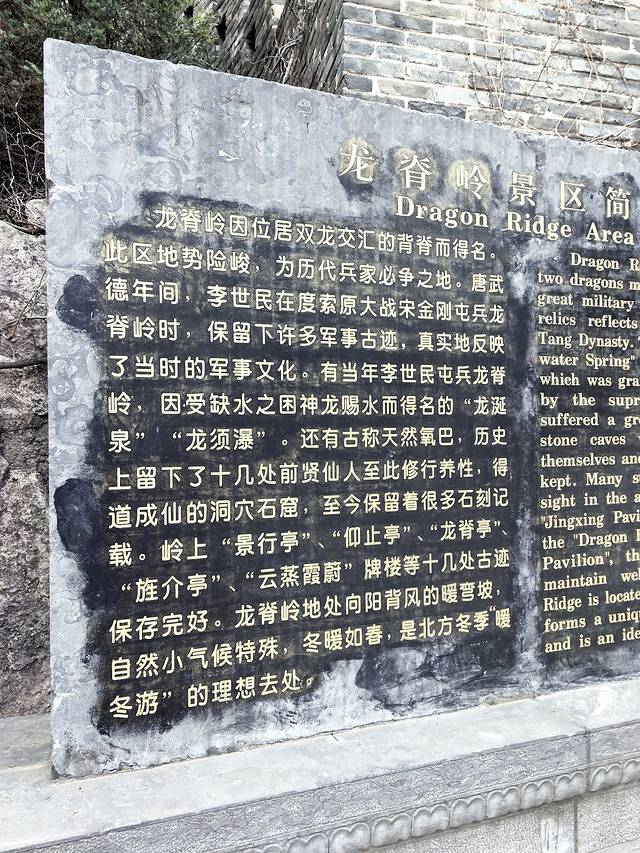 龙脊岭景区简
Dragon Ridge Area
龙脊岭因位居双龙交汇的背脊而得名。
此区地势险峻，为历代兵家必争之地。唐武
德年间，李世民在度索原大战宋金刚屯兵龙
脊岭时，保留下许多军事古迹，真实地反映
了当时的军事文化。有当年李世民屯兵龙脊
岭，因受缺水之困神龙赐水而得名的“龙涎
泉”“龙须瀑”。还有古称天然氧巴，历史
上留下了十几处前贤仙人至此修行养性，得
道成仙的洞穴石窟，至今保留着很多石刻记
载。岭上“景行亭”、“仰止亭”、“龙脊亭”、
“旌介亭”、“云蒸霞蔚”牌楼等十几处古迹
保存完好。龙脊岭地处向阳背风的暖弯坡，
自然小气候特殊，冬暖如春，是北方冬季“暖
冬游”的理想去处。
Dragon R
two dragons m
great military
relics reflects
Tang Dynasty.
water Spring"
which was gra
by the supr
suffered a gr
stone caves
themselves and
kept. Many s
sight in the a
"Jingxing Pavi
the "Dragon
Pavilion", th
maintain wel
Ridge is locate
forms a uniq
and is an ide